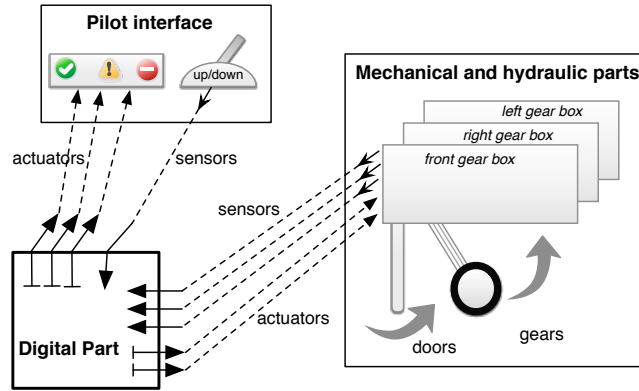 Pilot interface
up/down
Mechanical and hydraulic parts
left gear box
right gear box
front gear box
actuators
sensors
sensors
actuators
Digital Part
doors
gears